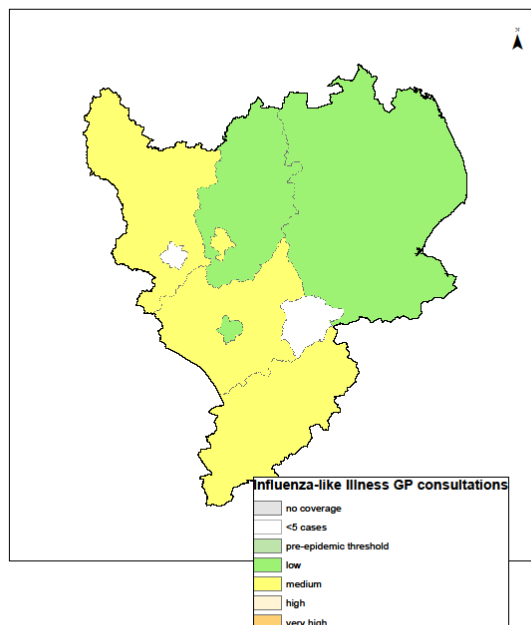 N
Influenza-like Illness GP consultations
no coverage
<5 cases
pre-epidemic threshold
low
medium
high
very high